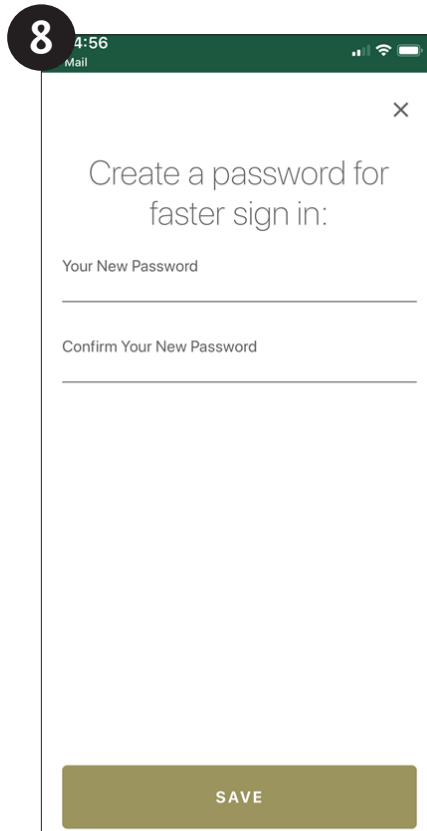 8
4:56
Mail
Create a password for
faster sign in:
Your New Password
Confirm Your New Password
SAVE